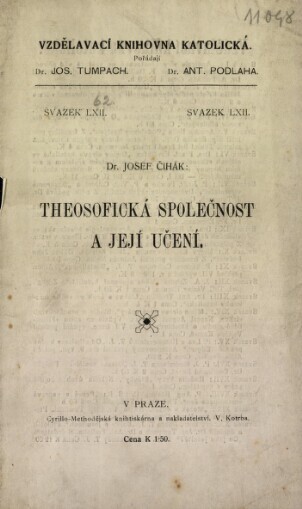 11098
VZDĚLAVACÍ KNIHOVNA KATOLICKÁ.
Pořádají
Dr. JOS. TUMPACH. Dr. ANT. PODLAHA.
62
SVAZEK LXII. SVAZEK LXII.
Dr. JOSEF ČIHÁK:
THEOSOFICKÁ SPOLEČNOST
A JEJÍ UČENÍ.
V PRAZE.
Cyrillo-Methodějská knihtiskárna a nakladatelství V. Kotrba.
Cena K 1·50.